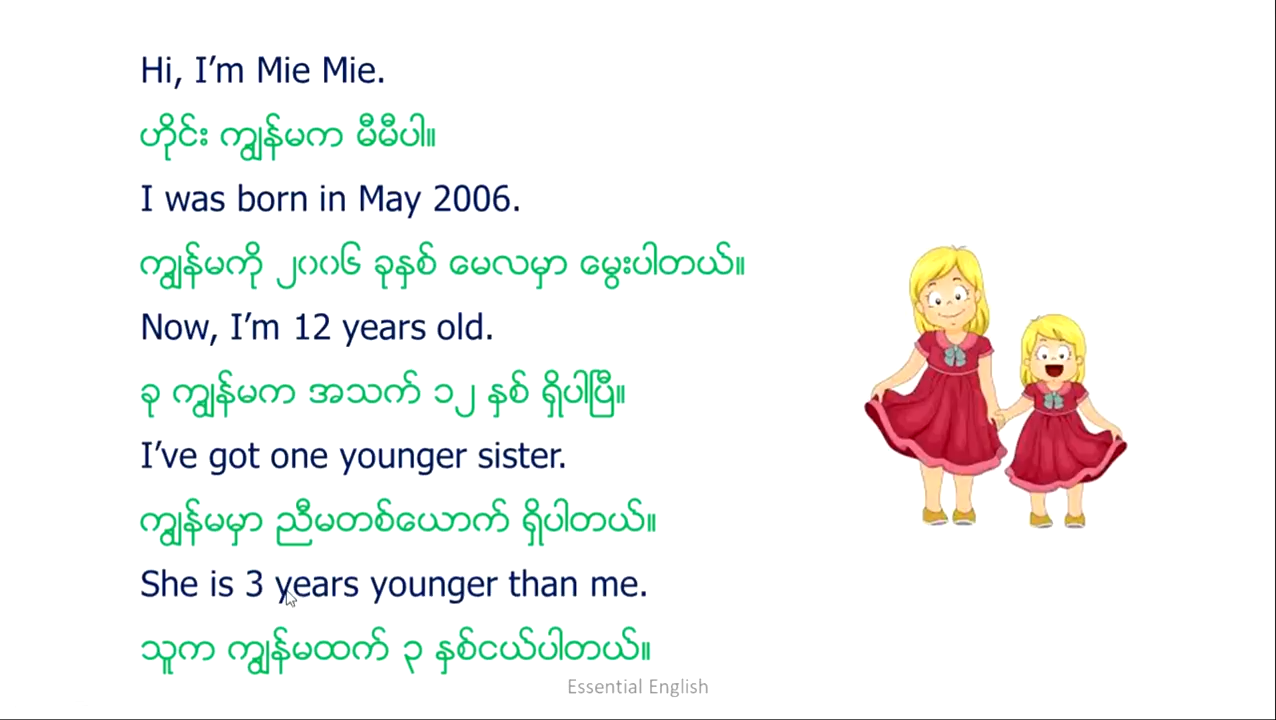 Hi, I’m Mie Mie.
ဟိုင်း ကျွန်မက မီမီပါ။
I was born in May 2006.
ကျွန်မကို ၂၀၀၆ ခုနှစ် မေလမှာ မွေးပါတယ်။
Now, I’m 12 years old.
ခု ကျွန်မက အသက် ၁၂ နှစ် ရှိပါပြီ။
I’ve got one younger sister.
ကျွန်မမှာ ညီမတစ်ယောက် ရှိပါတယ်။
She is 3 years younger than me.
သူက ကျွန်မထက် ၃ နှစ်ငယ်ပါတယ်။
Essential English